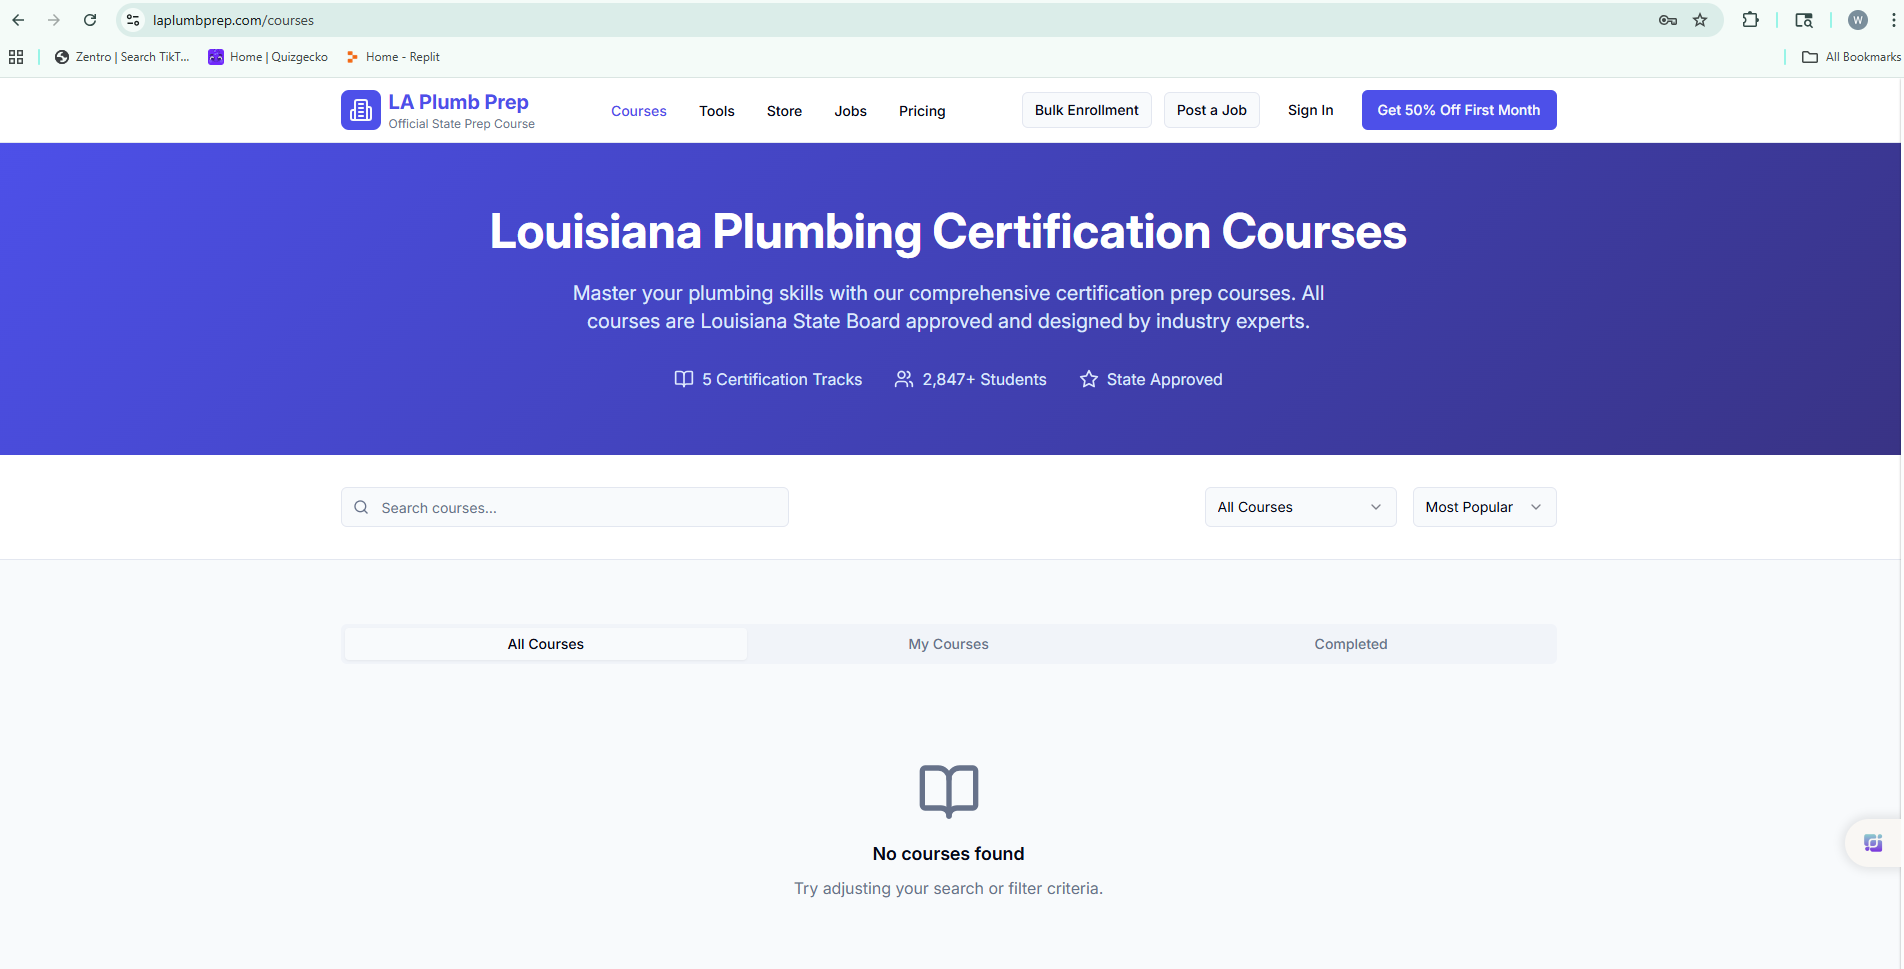 laplumbprep.com/courses
W
Zentro | Search TikT...
Home | Quizgecko
Home - Replit
All Bookmarks
LA Plumb Prep
Official State Prep Course
Courses
Tools
Store
Jobs
Pricing
Bulk Enrollment
Post a Job
Sign In
Get 50% Off First Month
Louisiana Plumbing Certification Courses
Master your plumbing skills with our comprehensive certification prep courses. All
courses are Louisiana State Board approved and designed by industry experts.
5 Certification Tracks
2,847+ Students
State Approved
Search courses...
All Courses
Most Popular
All Courses
My Courses
Completed
No courses found
Try adjusting your search or filter criteria.